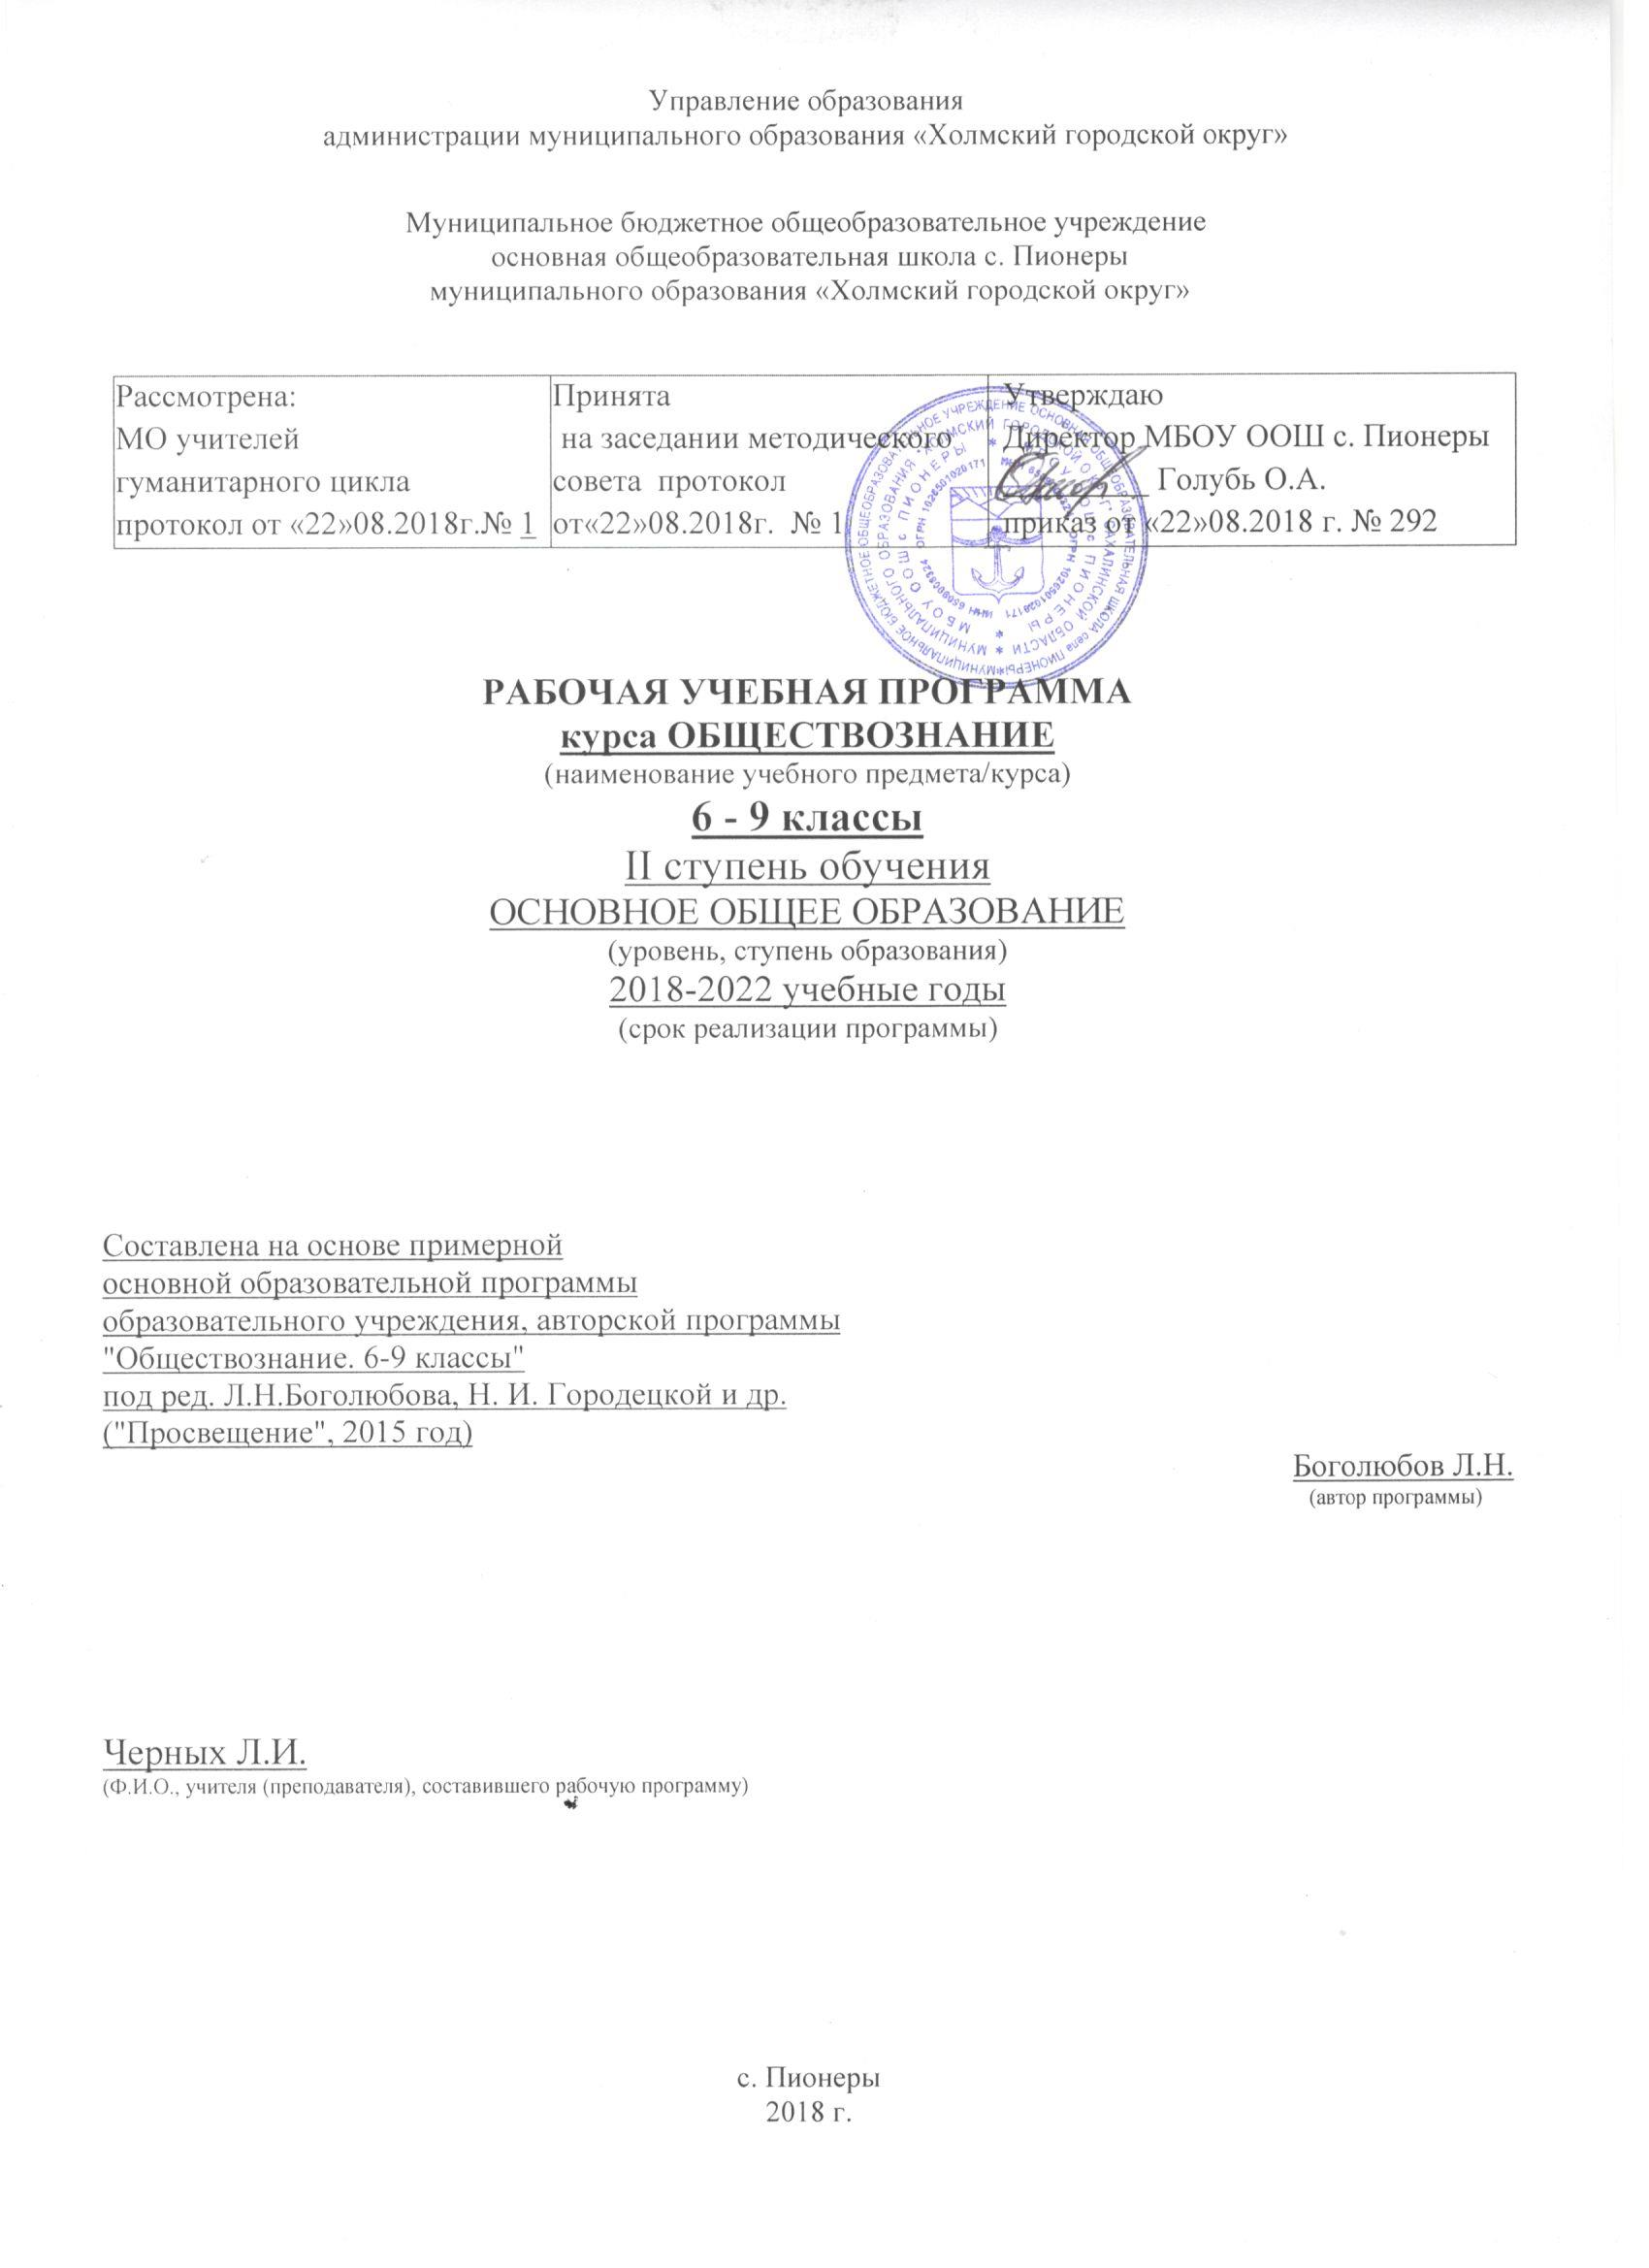 Управление образования
администрации муниципального образования «Холмский городской округ»
Муниципальное бюджетное общеобразовательное учреждение
основная общеобразовательная школа с. Пионеры
муниципального образования «Холмский городской округ»
Рассмотрена:
МО учителей
гуманитарного цикла
протокол от «22»08.2018г.№ 1
Принята
на заседании методического
совета протокол
от«22»08.2018г. № 1
Утверждаю
Директор МБОУ ООШ с. Пионеры
Голубь О.А.
приказ от «22»08.2018 г. № 292
РАБОЧАЯ УЧЕБНАЯ ПРОГРАММА
курса ОБЩЕСТВОЗНАНИЕ
(наименование учебного предмета/курса)
6 - 9 классы
II ступень обучения
ОСНОВНОЕ ОБЩЕЕ ОБРАЗОВАНИЕ
(уровень, ступень образования)
2018-2022 учебные годы
(срок реализации программы)
Составлена на основе примерной
основной образовательной программы
образовательного учреждения, авторской программы
"Обществознание. 6-9 классы"
под ред. Л.Н.Боголюбова, Н. И. Городецкой и др.
("Просвещение", 2015 год)
Боголюбов Л.Н.
(автор программы)
Черных Л.И.
(Ф.И.О., учителя (преподавателя), составившего рабочую программу)
с. Пионеры
2018 г.